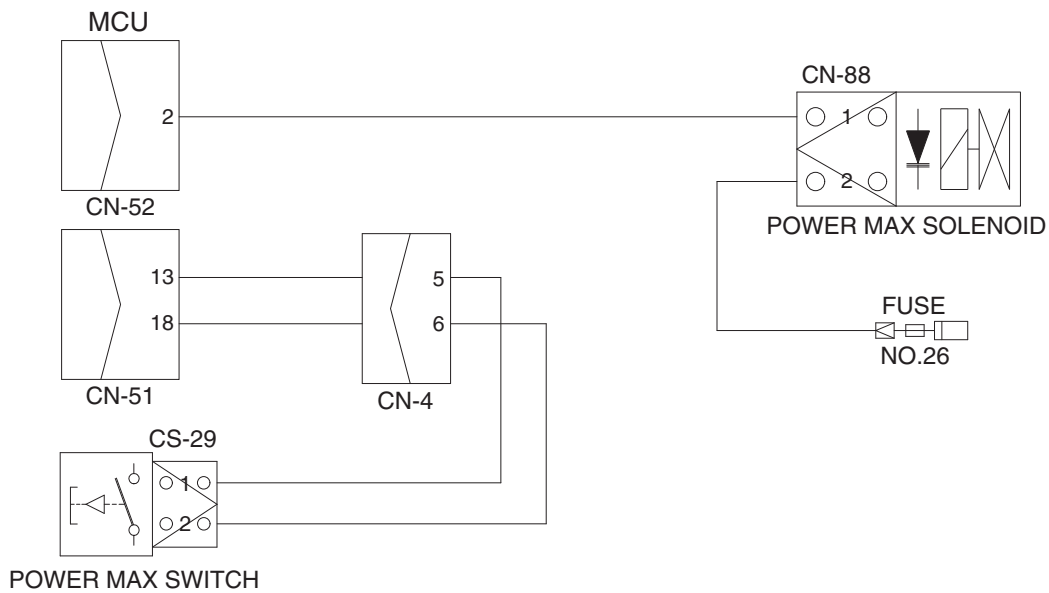 MCU
2
CN-52
13
18
CN-51
5
6
CN-4
CS-29
1
2
POWER MAX SWITCH
CN-88
1
2
POWER MAX SOLENOID
FUSE
NO.26